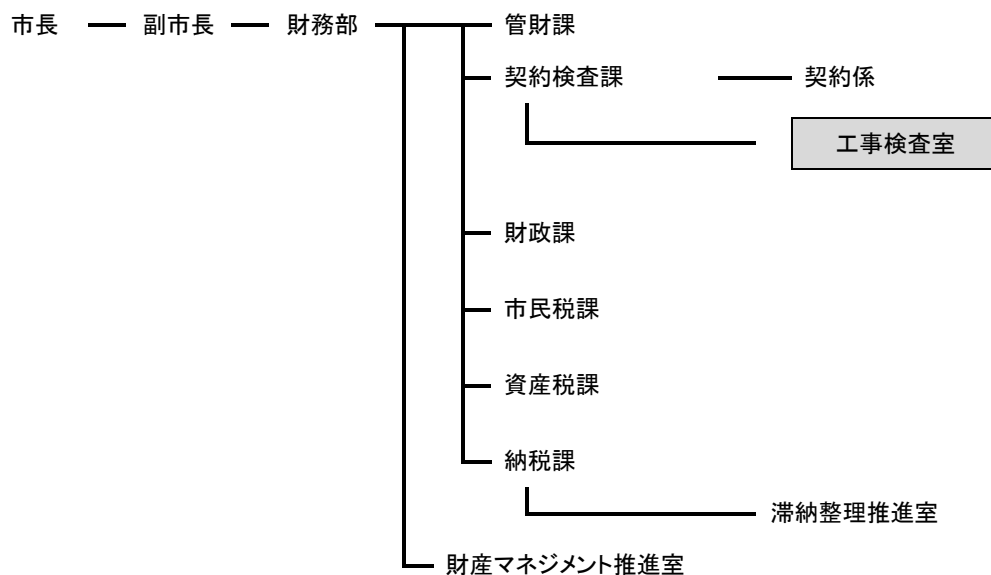 市長 副市長 財務部 管財課
契約検査課 契約係
工事検査室
財政課
市民税課
資産税課
納税課
滞納整理推進室
財産マネジメント推進室